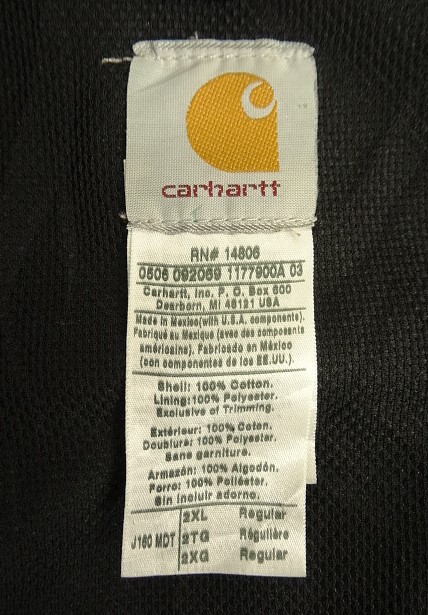 carhartt
RN# 14806
0506 092069 1177900A 03
Carhartt, Inc. P. O. Box 600
Dearborn, MI 48121 USA
Made in Mexico(with U.S.A. components).
Fabriqué au Mexique (avec des composants
américains). Fabricado en México
(con componentes de los EE.UU.).
Shell: 100% Cotton.
Lining:100% Polyester.
Exclusive of Trimming.
Extérieur: 100% Coton.
Doublure: 100% Polyester.
Sans garniture.
Armazón: 100% Algodón.
Forro: 100% Poliéster.
Sin incluir adorno.
2XL Regular
J160 MDT 2TG Régulière
2XG Regular